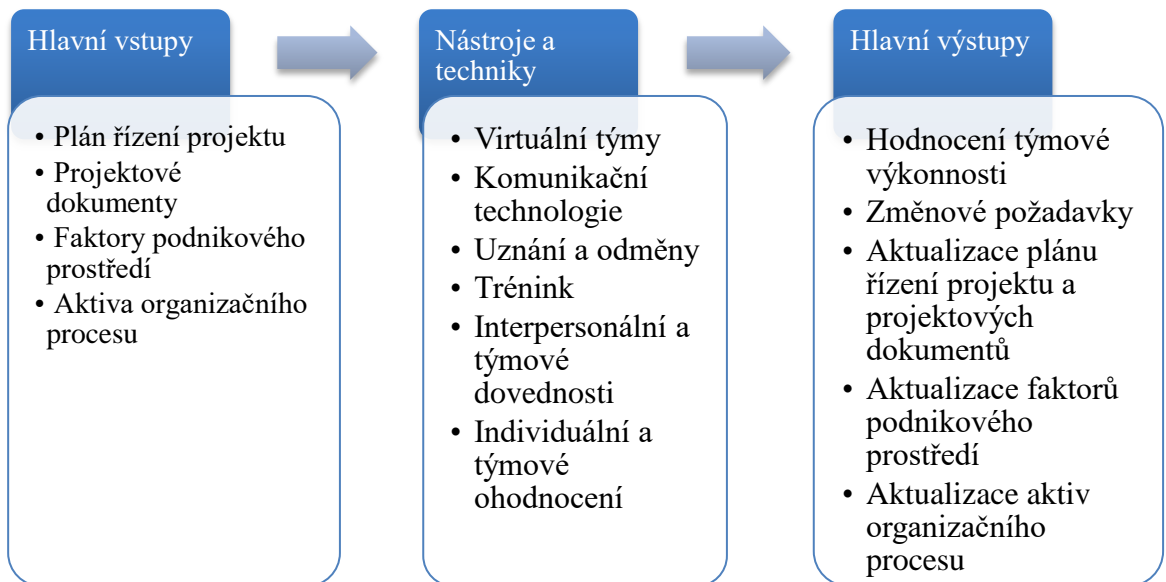 Hlavní vstupy
• Plán řízení projektu
• Projektové
dokumenty
• Faktory podnikového
prostředí
• Aktiva organizačního
procesu
Nástroje a
techniky
• Virtuální týmy
• Komunikační
technologie
• Uznání a odměny
• Trénink
• Interpersonální a
týmové
dovednosti
• Individuální a
týmové
ohodnocení
Hlavní výstupy
• Hodnocení týmové
výkonnosti
• Změnové požadavky
• Aktualizace plánu
řízení projektu a
projektových
dokumentů
• Aktualizace faktorů
podnikového
prostředí
• Aktualizace aktiv
organizačního
procesu